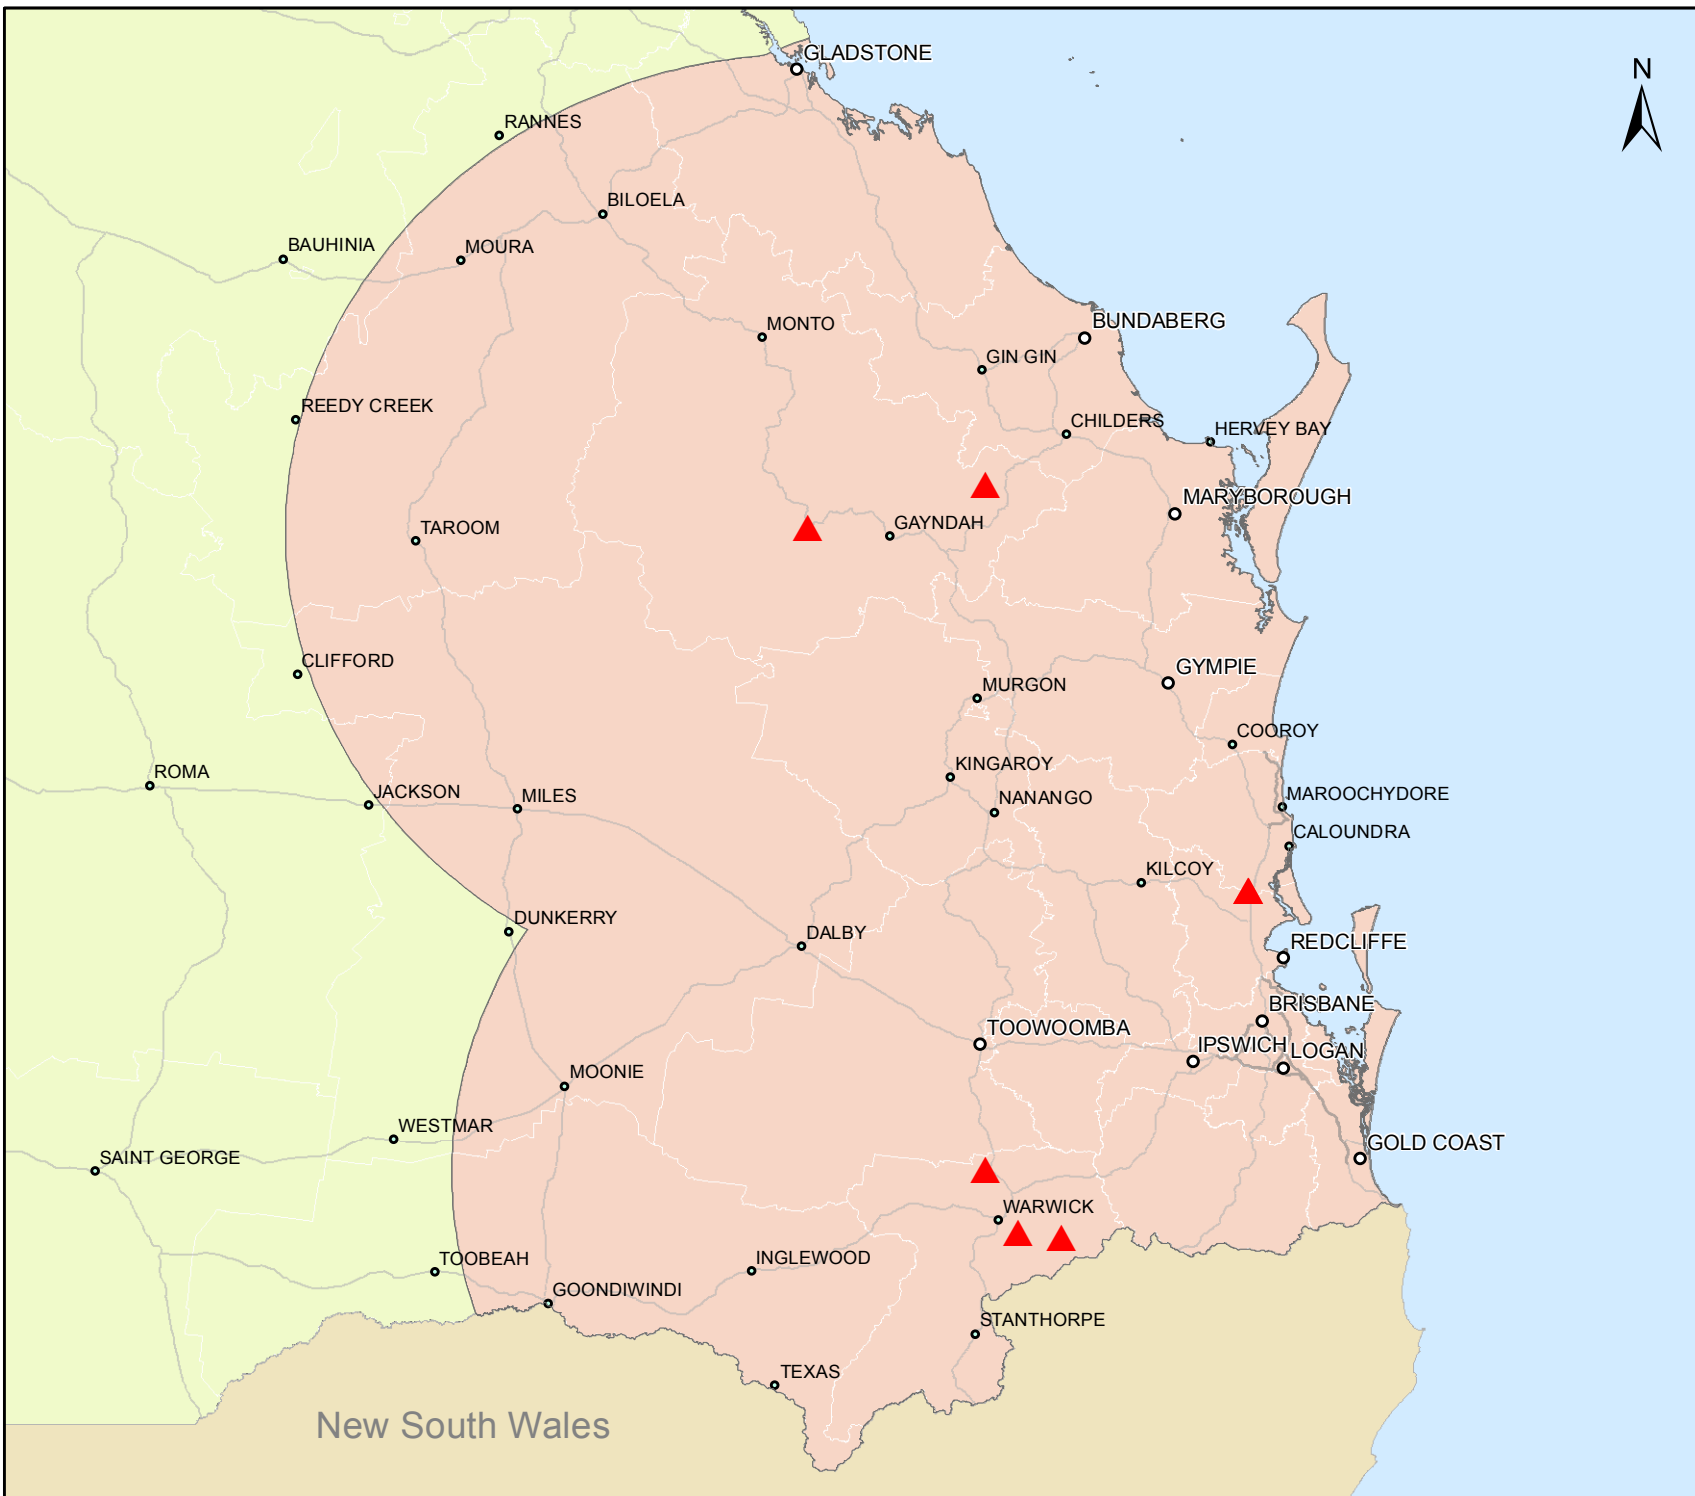 GLADSTONE
N
RANNES
BILOELA
BAUHINIA
MOURA
MONTO
BUNDABERG
GIN GIN
REEDY CREEK
CHILDERS
HERVEY BAY
MARYBOROUGH
TAROOM
GAYNDAH
CLIFFORD
GYMPIE
MURGON
COOROY
ROMA
KINGAROY
JACKSON
MILES
NANANGO
MAROOCHYDORE
CALOUNDRA
KILCOY
DUNKERRY
DALBY
REDCLIFFE
BRISBANE
TOOWOOMBA
IPSWICH
LOGAN
MOONIE
WESTMAR
GOLD COAST
SAINT GEORGE
WARWICK
TOOBEAH
INGLEWOOD
GOONDIWINDI
STANTHORPE
TEXAS
New South Wales